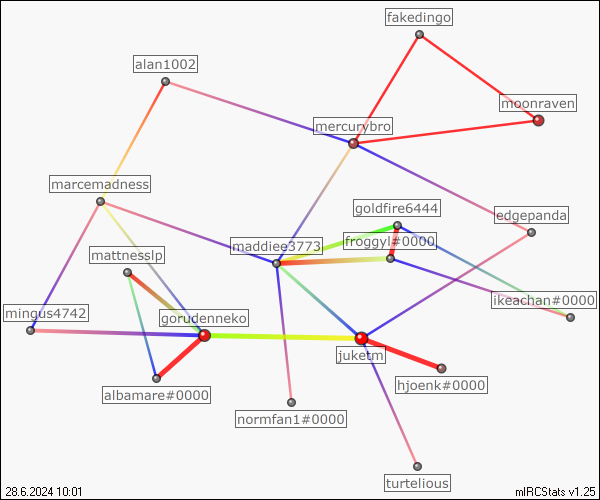 fakedingo
alan1002
moonraven
mercurybro
marcemadness
goldfire6444
edgepanda
maddiee3773
froggyl#0000
mattnesslp
ikeachan#0000
mingus4742
gorudenneko
juketm
hjoenk#0000
albamare#0000
normfan1#0000
turtelious
28.6.2024 10:01
mIRCStats v1.25